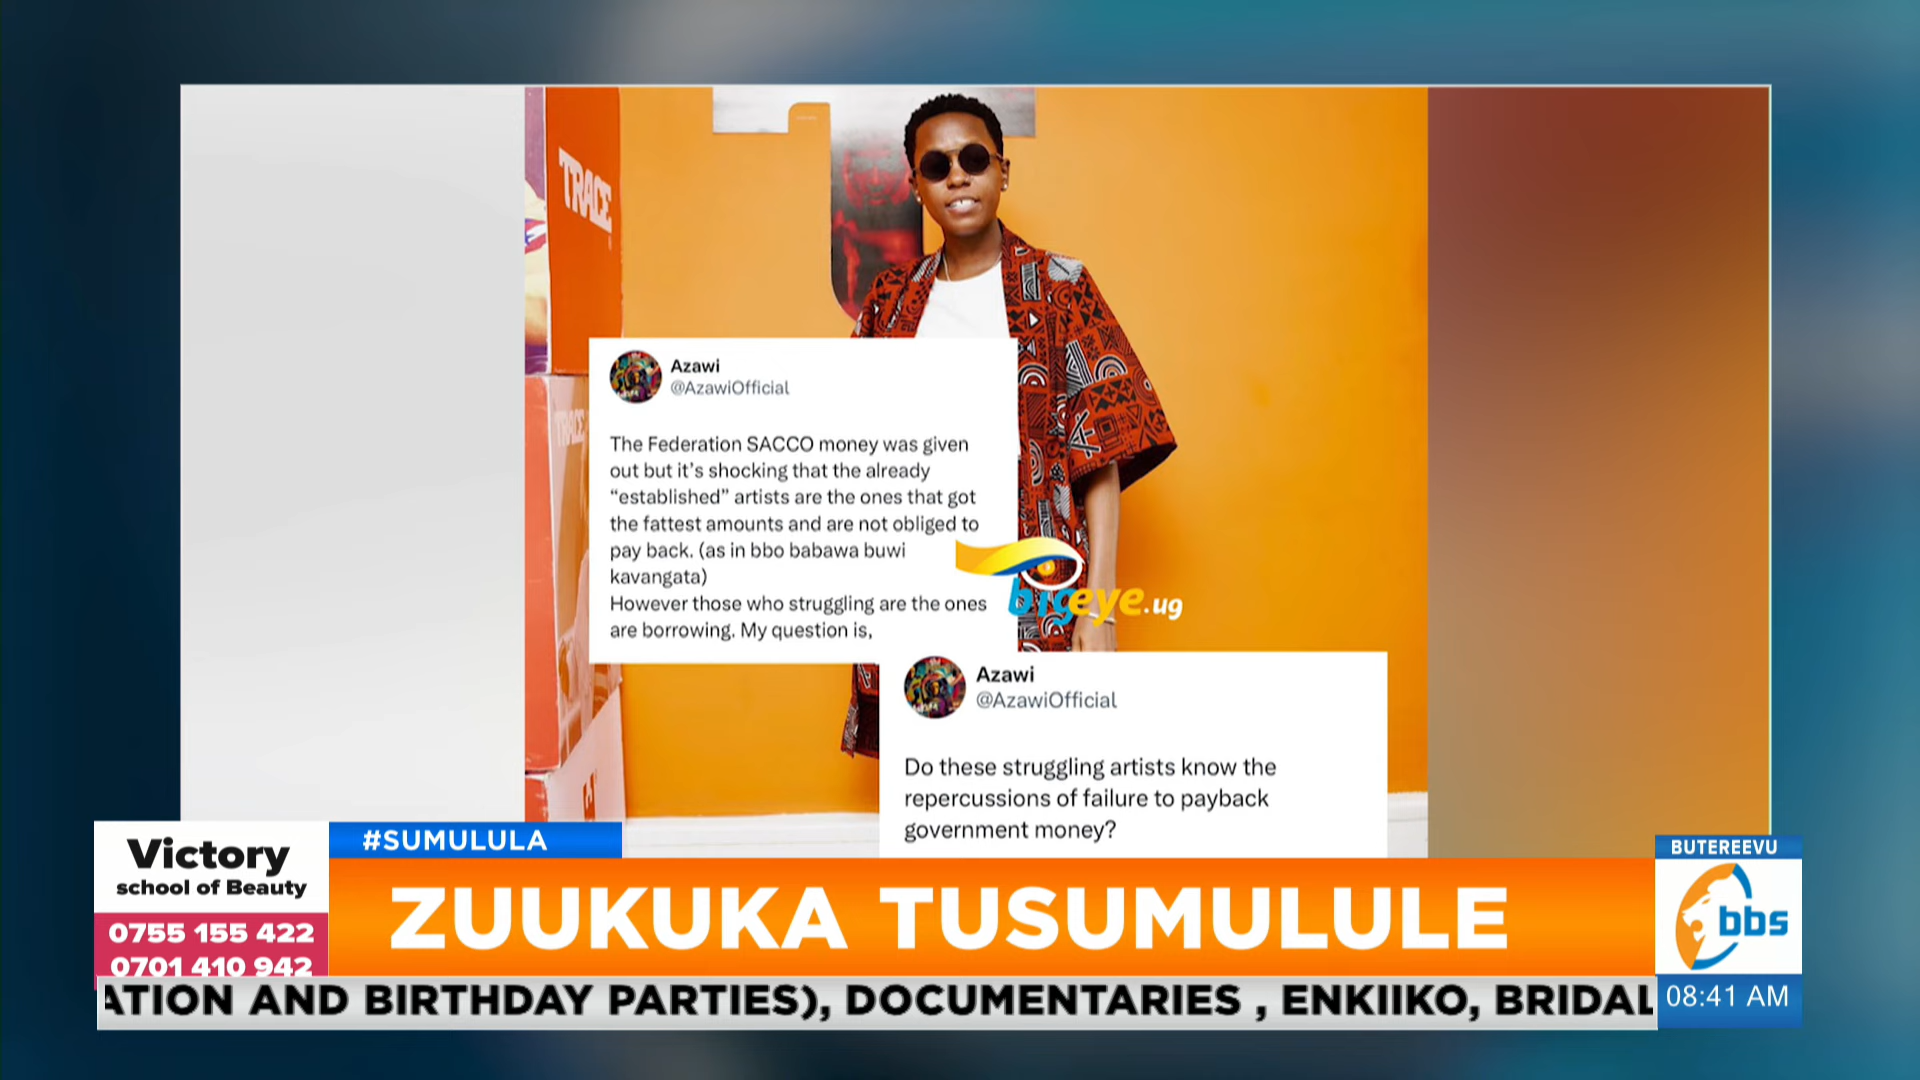 TRACE
TRACE
Azawi
@AzawiOfficial
The Federation SACCO money was given
out but it's shocking that the already
“established” artists are the ones that got
the fattest amounts and are not obliged to
pay back. (as in bbo babawa buwi
kavangata)
However those who struggling are the ones
are borrowing. My question is,
bigeye.ug
Azawi
@AzawiOfficial
Do these struggling artists know the
repercussions of failure to payback
government money?
Victory
school of Beauty
0755 155 422
0701 410 942
#SUMULULA
ZUUKUKA TUSUMULULE
BUTEREEVU
bbs
08:41 AM
ATION AND BIRTHDAY PARTIES), DOCUMENTARIES , ENKIIKO, BRIDAL